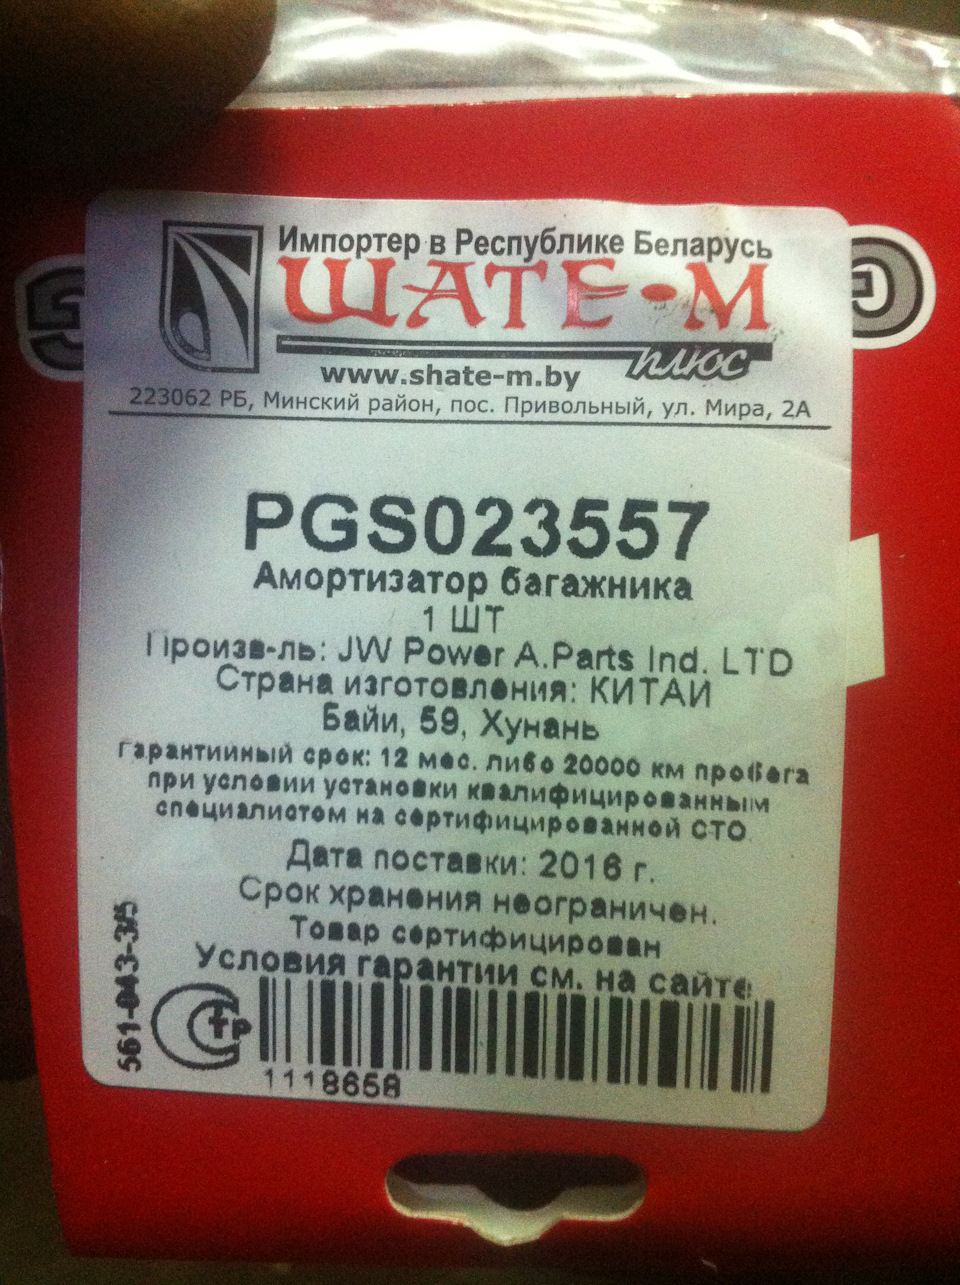 Импортер в Республике Беларусь
ШАТЕ-М
плюс
www.shate-m.by
223062 РБ, Минский район, пос. Привольный, ул. Мира, 2А
PGS023557
Амортизатор багажника
1 ШТ
Произв-ль: JW Power A.Parts Ind. LTD
Страна изготовления: КИТАЙ
Байи, 59, Хунань
Гарантийный срок: 12 мес. либо 20000 км пробега
при условии установки квалифицированным
специалистом на сертифицированной СТО.
Дата поставки: 2016 г.
Срок хранения неограничен.
Товар сертифицирован
Условия гарантии см. на сайте
561-043-3/5
тр
1118658